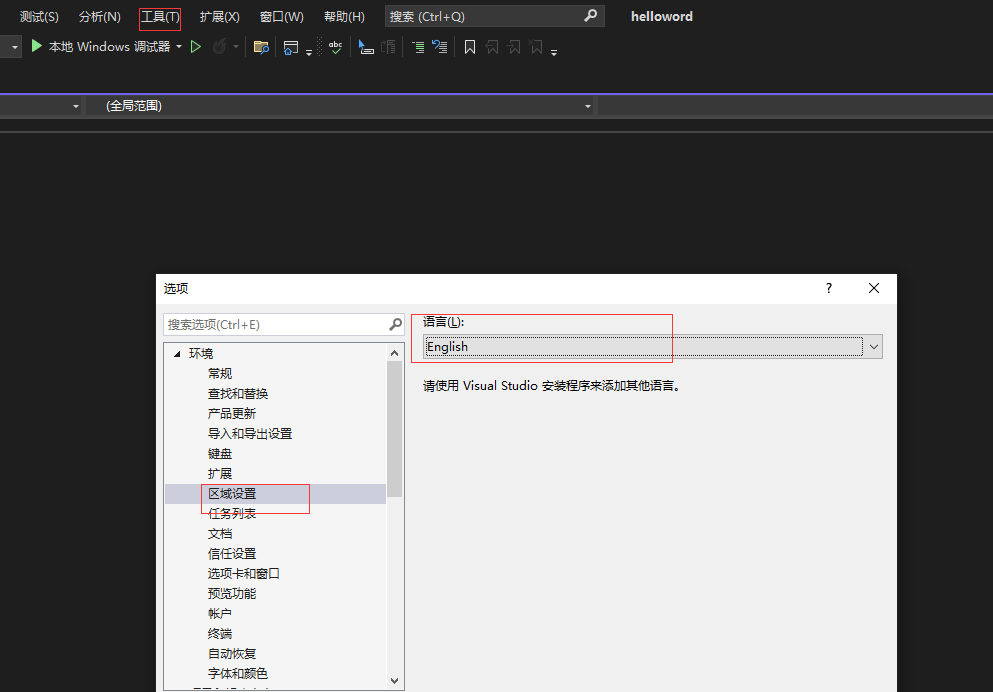 测试(S) 分析(N) 工具(T) 扩展(X) 窗口(W) 帮助(H) 搜索 (Ctrl+Q) helloword
本地 Windows 调试器 abc
(全局范围)
选项 ?
搜索选项(Ctrl+E)
语言(L):
English
请使用 Visual Studio 安装程序来添加其他语言。
环境
常规
查找和替换
产品更新
导入和导出设置
键盘
扩展
区域设置
任务列表
文档
信任设置
选项卡和窗口
预览功能
帐户
终端
自动恢复
字体和颜色